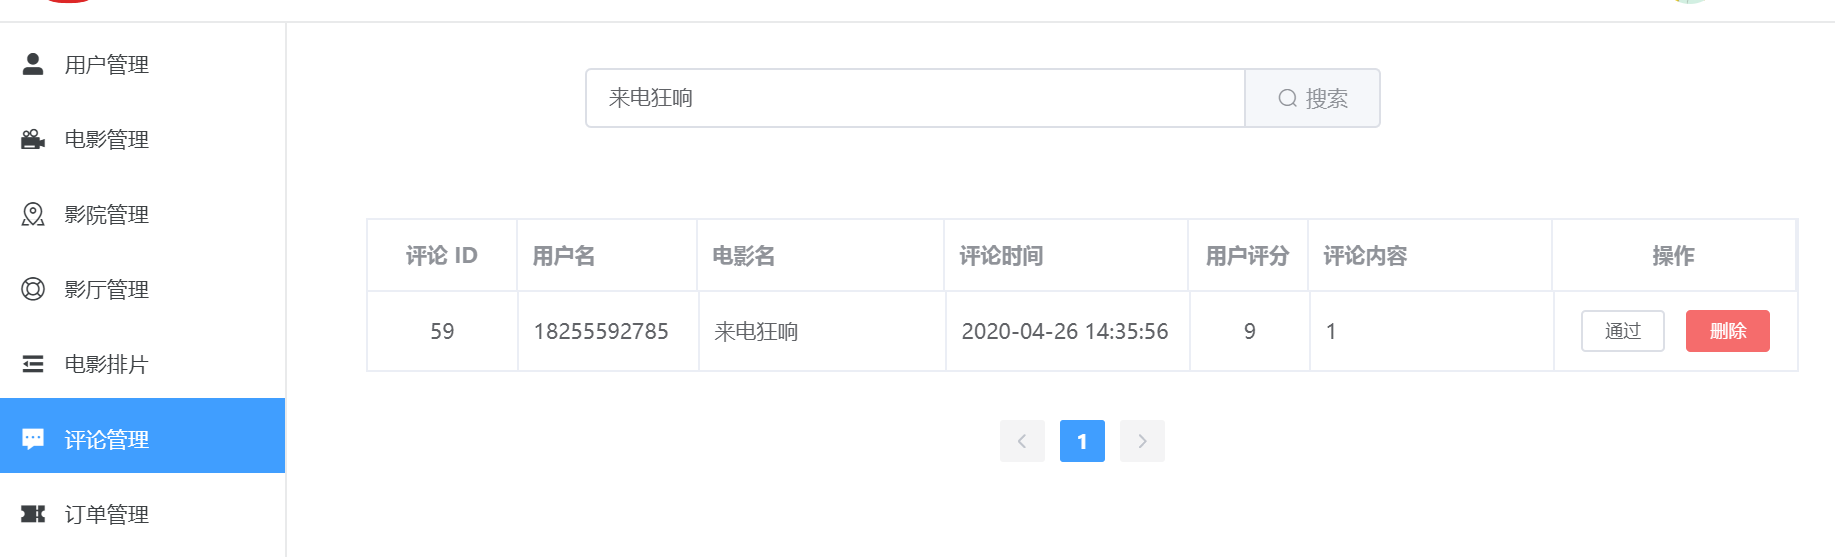 用户管理
电影管理
影院管理
影厅管理
电影排片
评论管理
订单管理
来电狂响 搜索
评论 ID 用户名 电影名 评论时间 用户评分 评论内容 操作
59 18255592785 来电狂响 2020-04-26 14:35:56 9 1 通过 删除
1